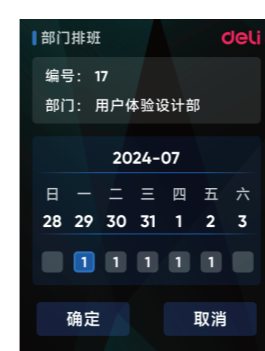 部门排班 deli
编号：17
部门：用户体验设计部
2024-07
日 一 二 三 四 五 六
28 29 30 31 1 2 3
1 1 1 1 1
确定 取消